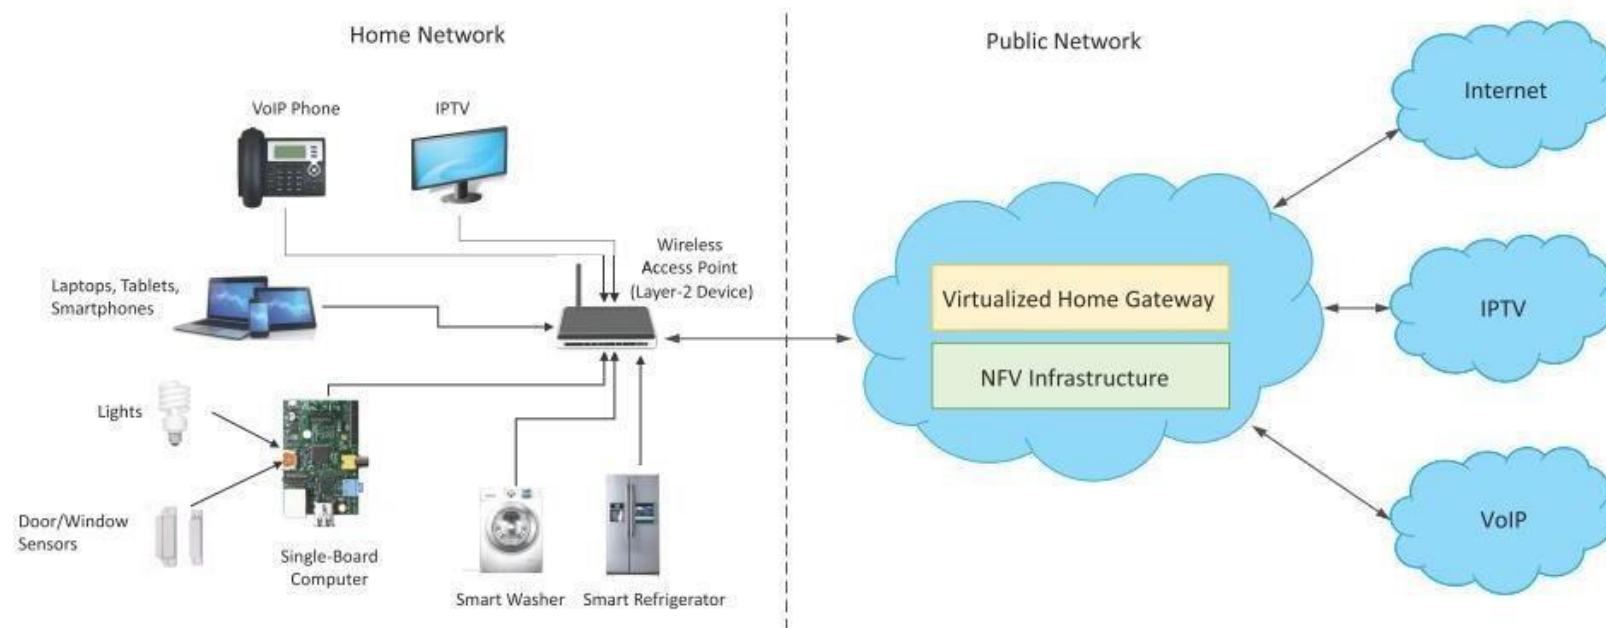 Home Network
Public Network
VoIP Phone
IPTV
Internet
Wireless
Access Point
(Layer-2 Device)
Laptops, Tablets,
Smartphones
Virtualized Home Gateway
IPTV
NFV Infrastructure
Lights
Door/Window
Sensors
Single-Board
Computer
VoIP
Smart Washer
Smart Refrigerator